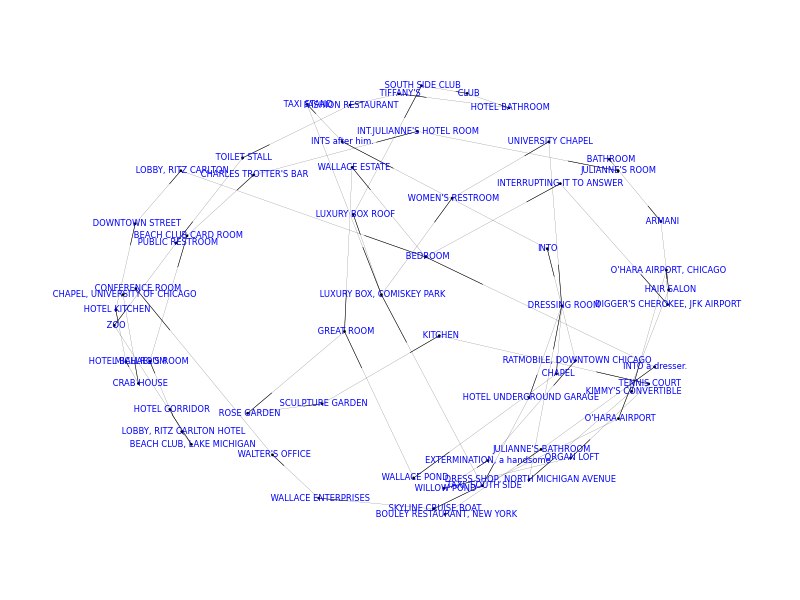 SOUTH SIDE CLUB
TIFFANY'S
CLUB
TAXI STAND
FASHION RESTAURANT
HOTEL BATHROOM
INT.JULIANNE'S HOTEL ROOM
INTS after him.
UNIVERSITY CHAPEL
TOILET STALL
BATHROOM
LOBBY, RITZ CARLTON
WALLACE ESTATE
JULIANNE'S ROOM
CHARLES TROTTER'S BAR
INTERRUPTING IT TO ANSWER
WOMEN'S RESTROOM
LUXURY BOX ROOF
DOWNTOWN STREET
ARMANI
BEACH CLUB CARD ROOM
PUBLIC RESTROOM
INTO
BEDROOM
O'HARA AIRPORT, CHICAGO
CONFERENCE ROOM
HAIR SALON
CHAPEL, UNIVERSITY OF CHICAGO
LUXURY BOX, COMISKEY PARK
DRESSING ROOM
DIGGER'S CHEROKEE, JFK AIRPORT
HOTEL KITCHEN
ZOO
GREAT ROOM
KITCHEN
HOTEL BALLROOM
RATMOBILE, DOWNTOWN CHICAGO
INTO a dresser.
CHAPEL
CRAB HOUSE
TENNIS COURT
KIMMY'S CONVERTIBLE
HOTEL UNDERGROUND GARAGE
SCULPTURE GARDEN
HOTEL CORRIDOR
ROSE GARDEN
O'HARA AIRPORT
LOBBY, RITZ CARLTON HOTEL
BEACH CLUB, LAKE MICHIGAN
JULIANNE'S BATHROOM
WALTER'S OFFICE
ORGAN LOFT
EXTERMINATION, a handsome
WALLACE POND
DRESS SHOP, NORTH MICHIGAN AVENUE
SOUTH SIDE
WILLOW POND
WALLACE ENTERPRISES
SKYLINE CRUISE BOAT
BOULEY RESTAURANT, NEW YORK